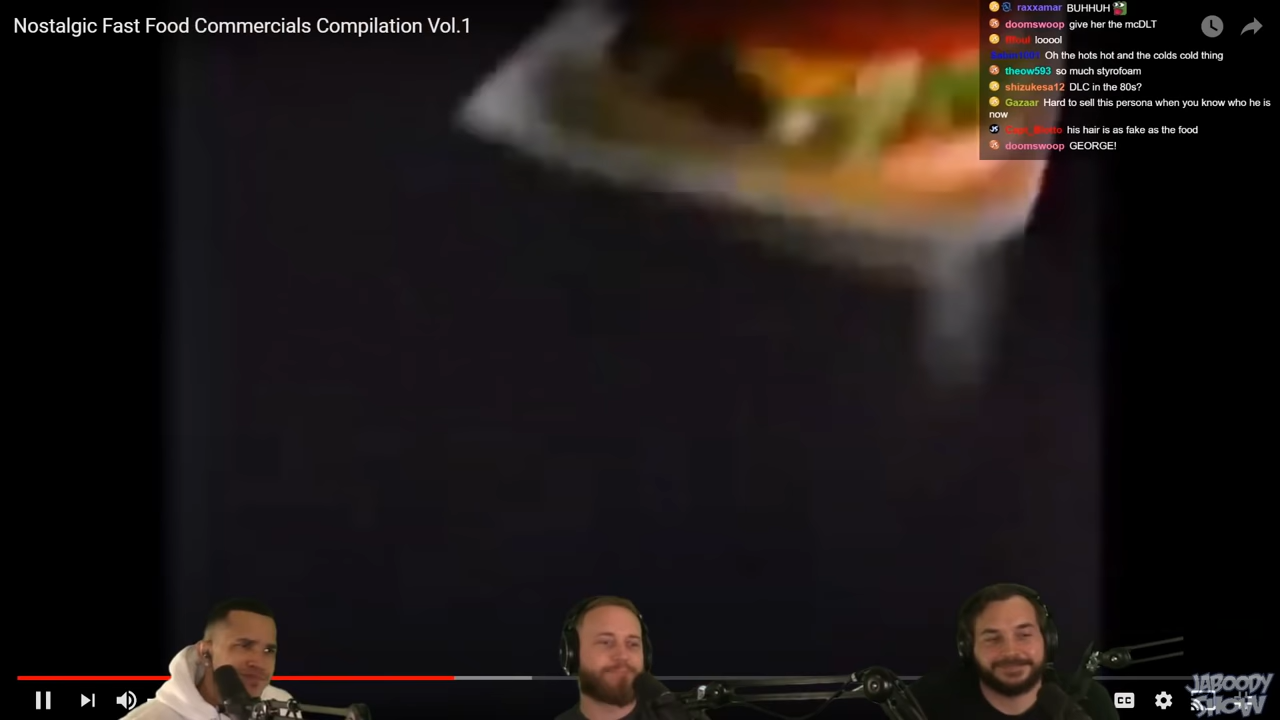 Nostalgic Fast Food Commercials Compilation Vol.1
raxxamar BUHHUH
doomswoop give her the mcDLT
looool
Oh the hots hot and the colds cold thing
theow593 so much styrofoam
shizukesa12 DLC in the 80s?
Gazaar Hard to sell this persona when you know who he is
now
his hair is as fake as the food
doomswoop GEORGE!
CC
JABOODY
SHOW